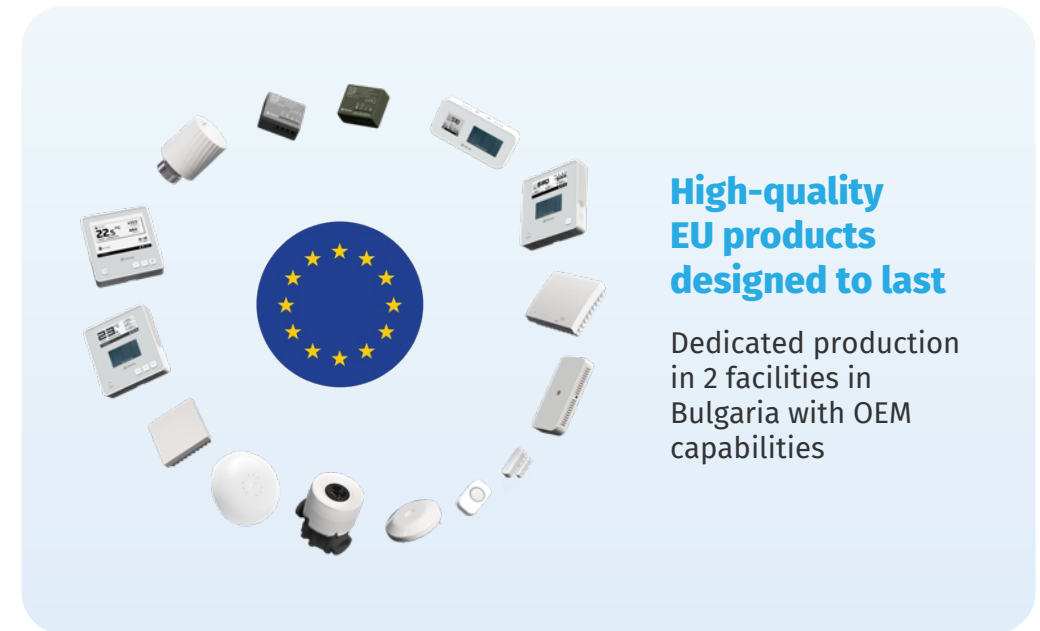 High-quality
EU products
designed to last
Dedicated production
in 2 facilities in
Bulgaria with OEM
capabilities